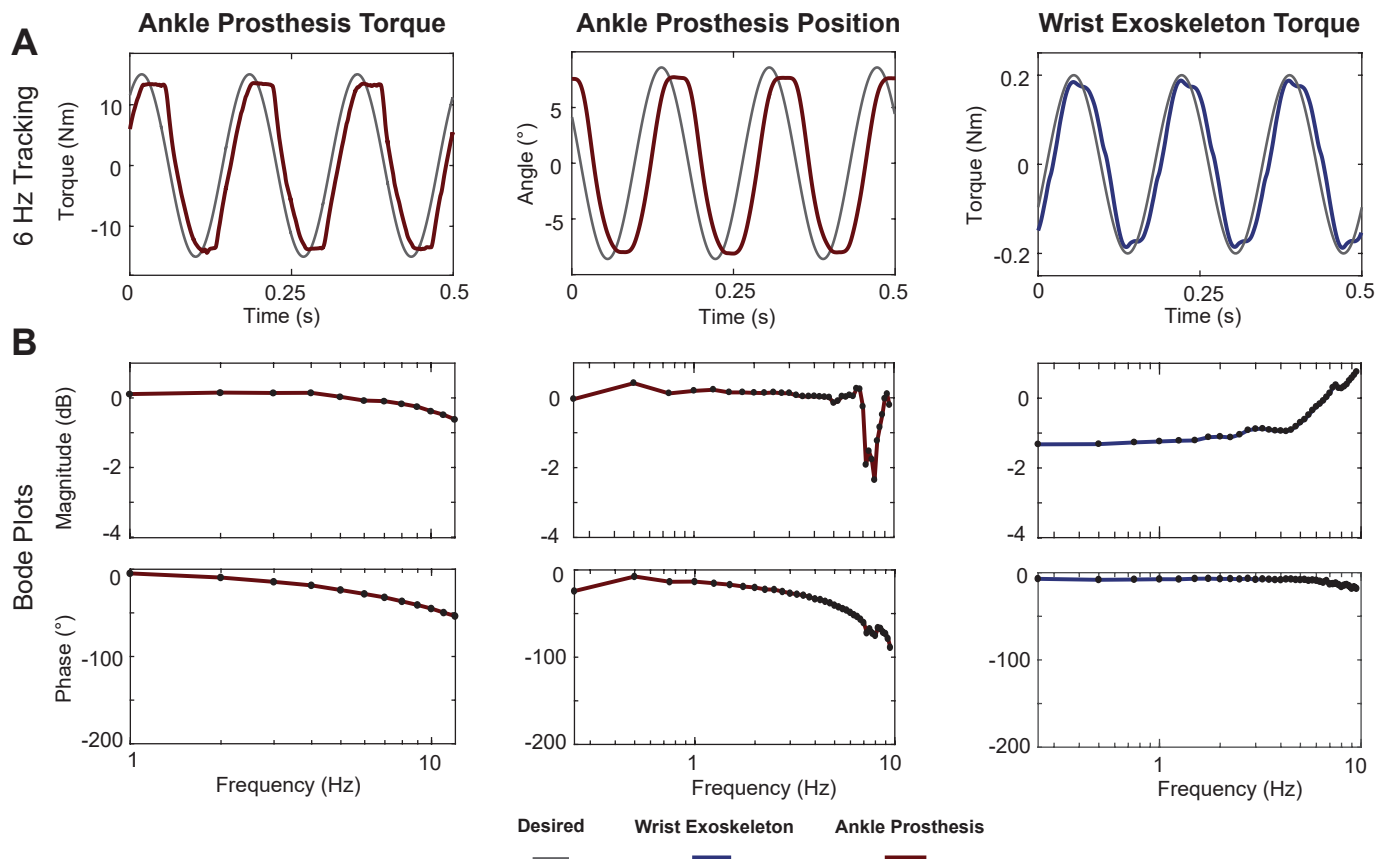 Ankle Prosthesis Torque
Ankle Prosthesis Position
Wrist Exoskeleton Torque
A
6 Hz Tracking
Torque (Nm)
10
0
-10
0
0.25
0.5
Time (s)
Angle (°)
5
0
-5
0
0.25
0.5
Time (s)
Torque (Nm)
0.2
0
-0.2
0
0.25
0.5
Time (s)
B
Bode Plots
Magnitude (dB)
0
-2
-4
0
-2
-4
0
-2
-4
Phase (°)
0
-100
-200
1
10
Frequency (Hz)
0
-100
-200
1
10
Frequency (Hz)
0
-100
-200
1
10
Frequency (Hz)
Desired
Wrist Exoskeleton
Ankle Prosthesis